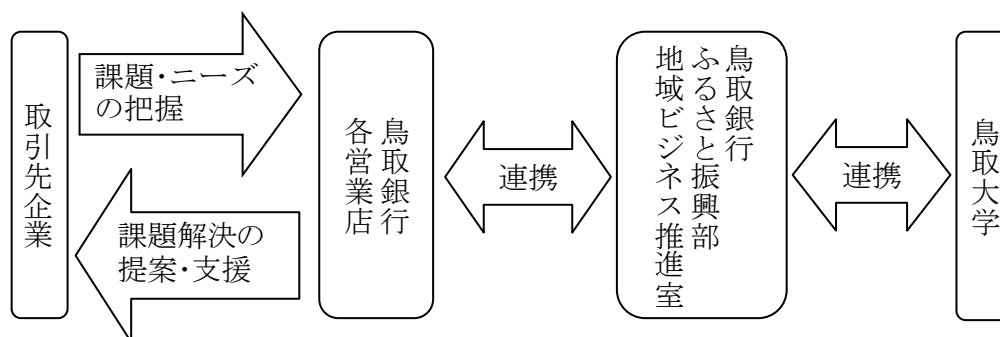 取引先企業
課題・ニーズ
の把握
課題解決の
提案・支援
鳥取銀行
各営業店
連携
鳥取銀行
ふるさと振興部
地域ビジネス推進室
連携
鳥取大学